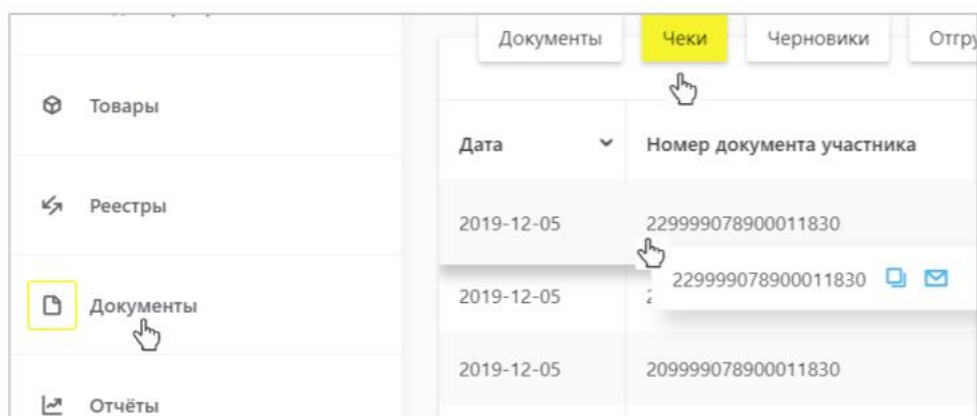 Документы
Чеки
Черновики
Отгру
Товары
Дата
Номер документа участника
Реестры
2019-12-05
229999078900011830
229999078900011830
Документы
2019-12-05
2
2019-12-05
209999078900011830
Отчёты